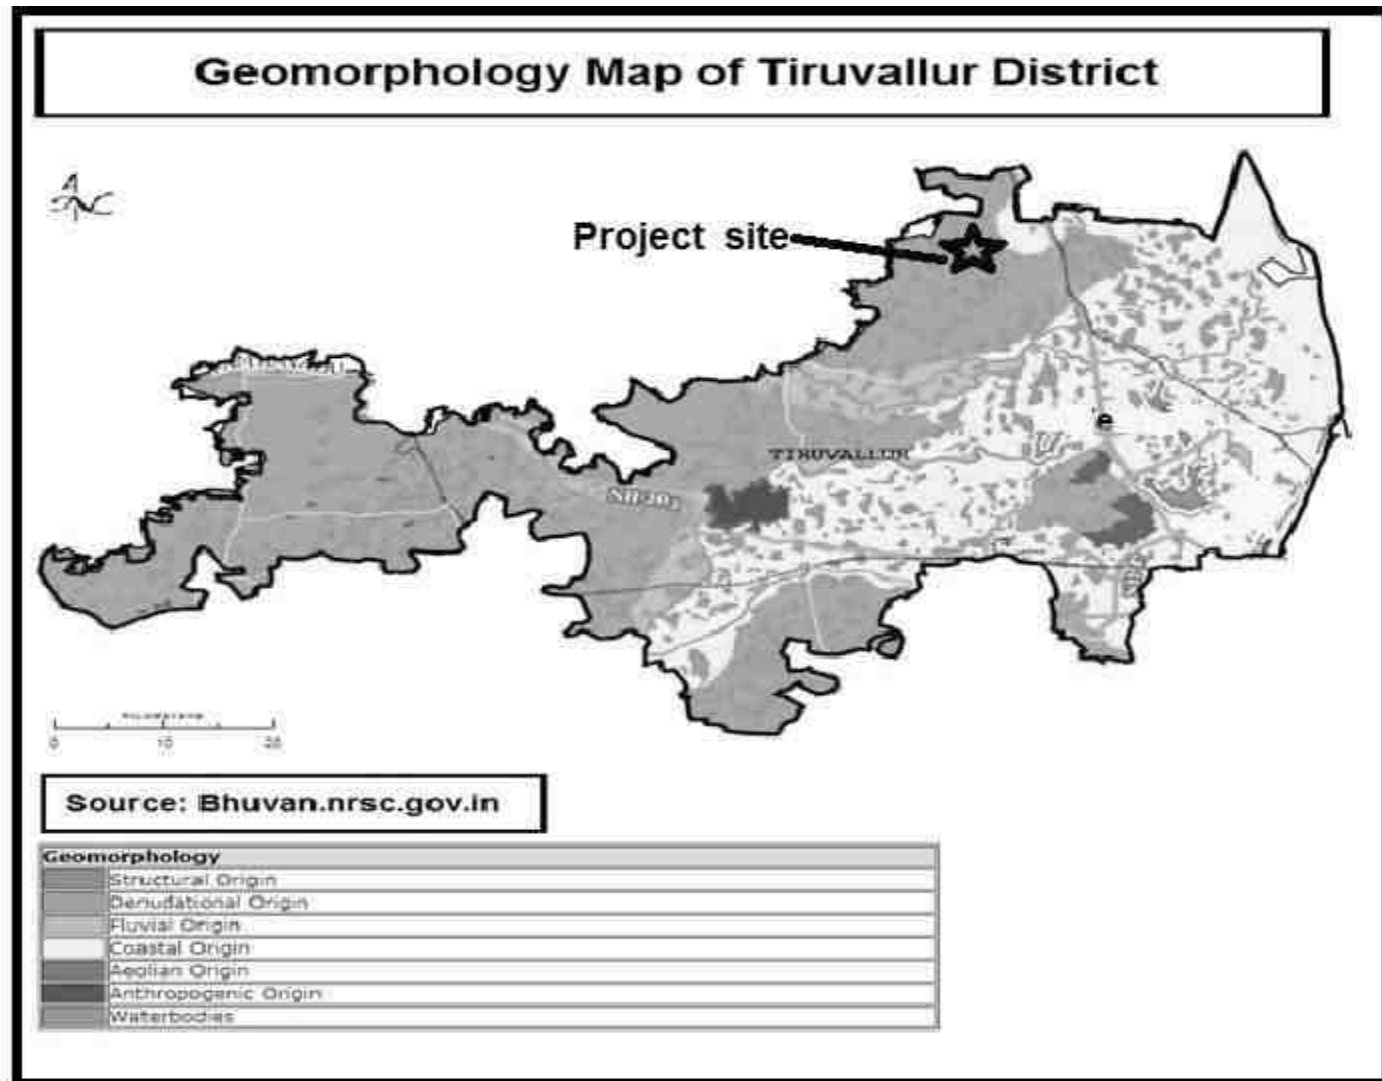 Geomorphology Map of Tiruvallur District
Project site
TIRUVALLUR
0 10 20
Source: Bhuvan.nrsc.gov.in
Geomorphology
Structural Origin
Denudational Origin
Fluvial Origin
Coastal Origin
Aeolian Origin
Anthropogenic Origin
Waterbodies